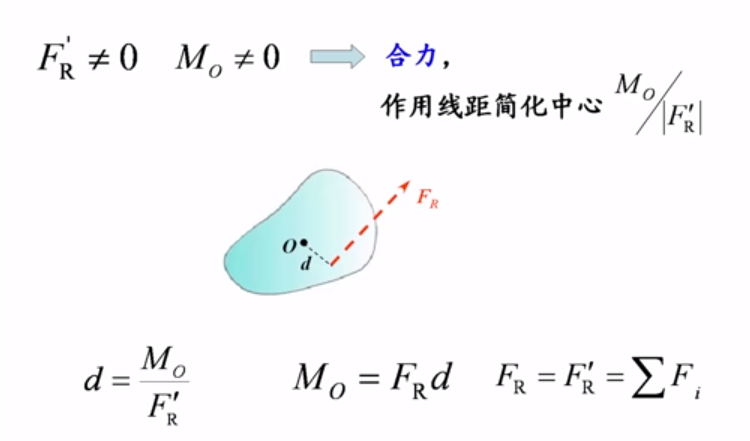 F'_R ≠ 0 M_O ≠ 0 合力，
作用线距简化中心 M_O/|F'_R|
F_R
O
d
d = M_O/F'_R M_O = F_R d F_R = F'_R = ∑F_i